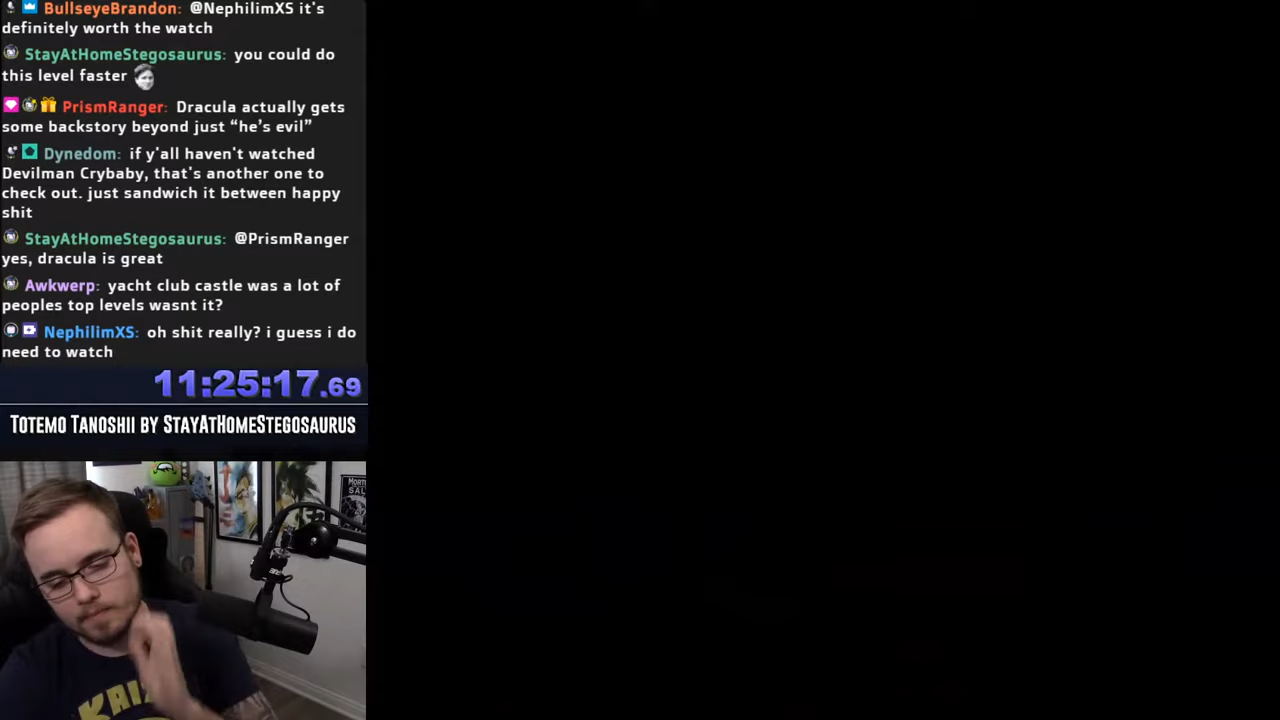 BullseyeBrandon: @NephilimXS it's
definitely worth the watch
StayAtHomeStegosaurus: you could do
this level faster
PrismRanger: Dracula actually gets
some backstory beyond just “he's evil”
Dynedom: if y'all haven't watched
Devilman Crybaby, that's another one to
check out. just sandwich it between happy
shit
StayAtHomeStegosaurus: @PrismRanger
yes, dracula is great
Awkwerp: yacht club castle was a lot of
peoples top levels wasnt it?
NephilimXS: oh shit really? i guess i do
need to watch
11:25:17.69
Totemo Tanoshii by StayAtHomeStegosaurus